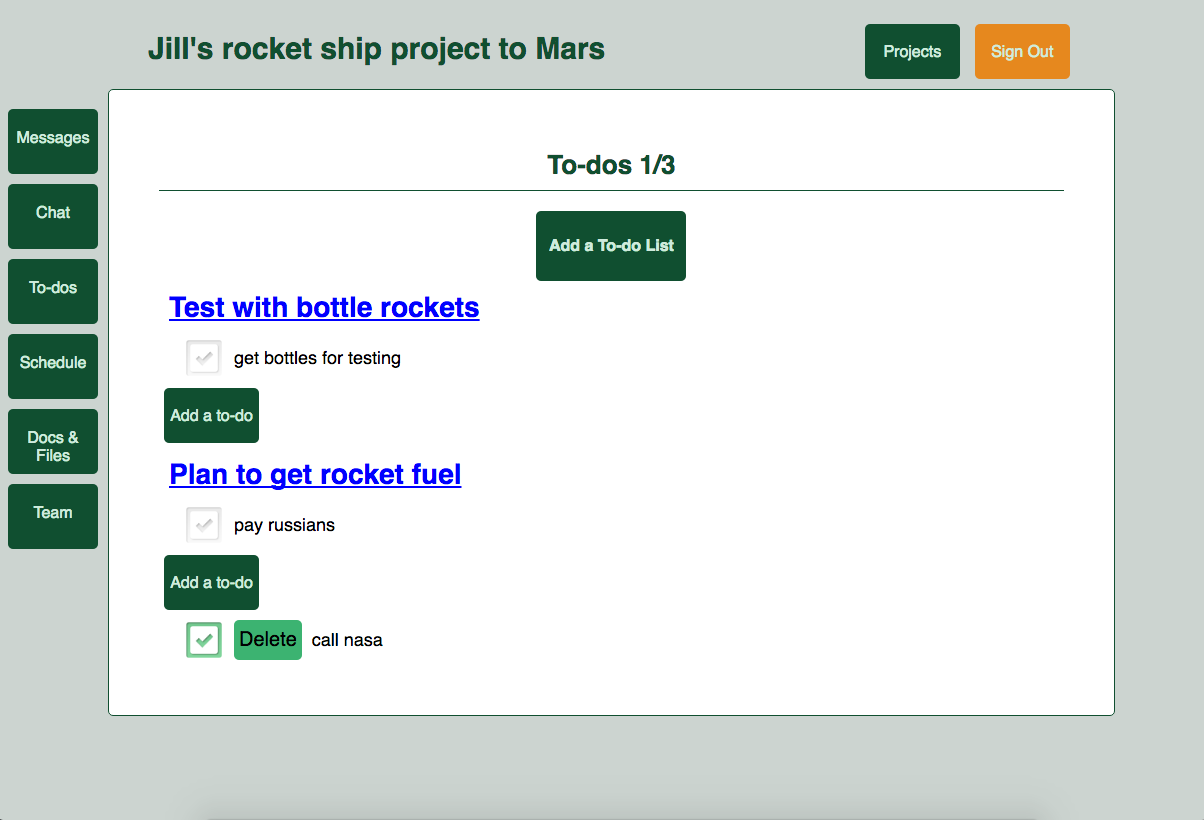 Jill's rocket ship project to Mars
Projects
Sign Out
Messages
Chat
To-dos
Schedule
Docs &
Files
Team
To-dos 1/3
Add a To-do List
Test with bottle rockets
get bottles for testing
Add a to-do
Plan to get rocket fuel
pay russians
Add a to-do
Delete call nasa